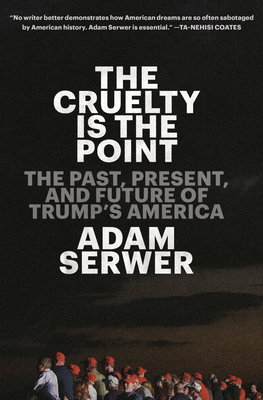 “No writer better demonstrates how American dreams are so often sabotaged
by American history. Adam Serwer is essential.” —TA-NEHISI COATES
THE
CRUELTY
IS THE
POINT
THE PAST, PRESENT,
AND FUTURE OF
TRUMP’S AMERICA
ADAM
SERWER